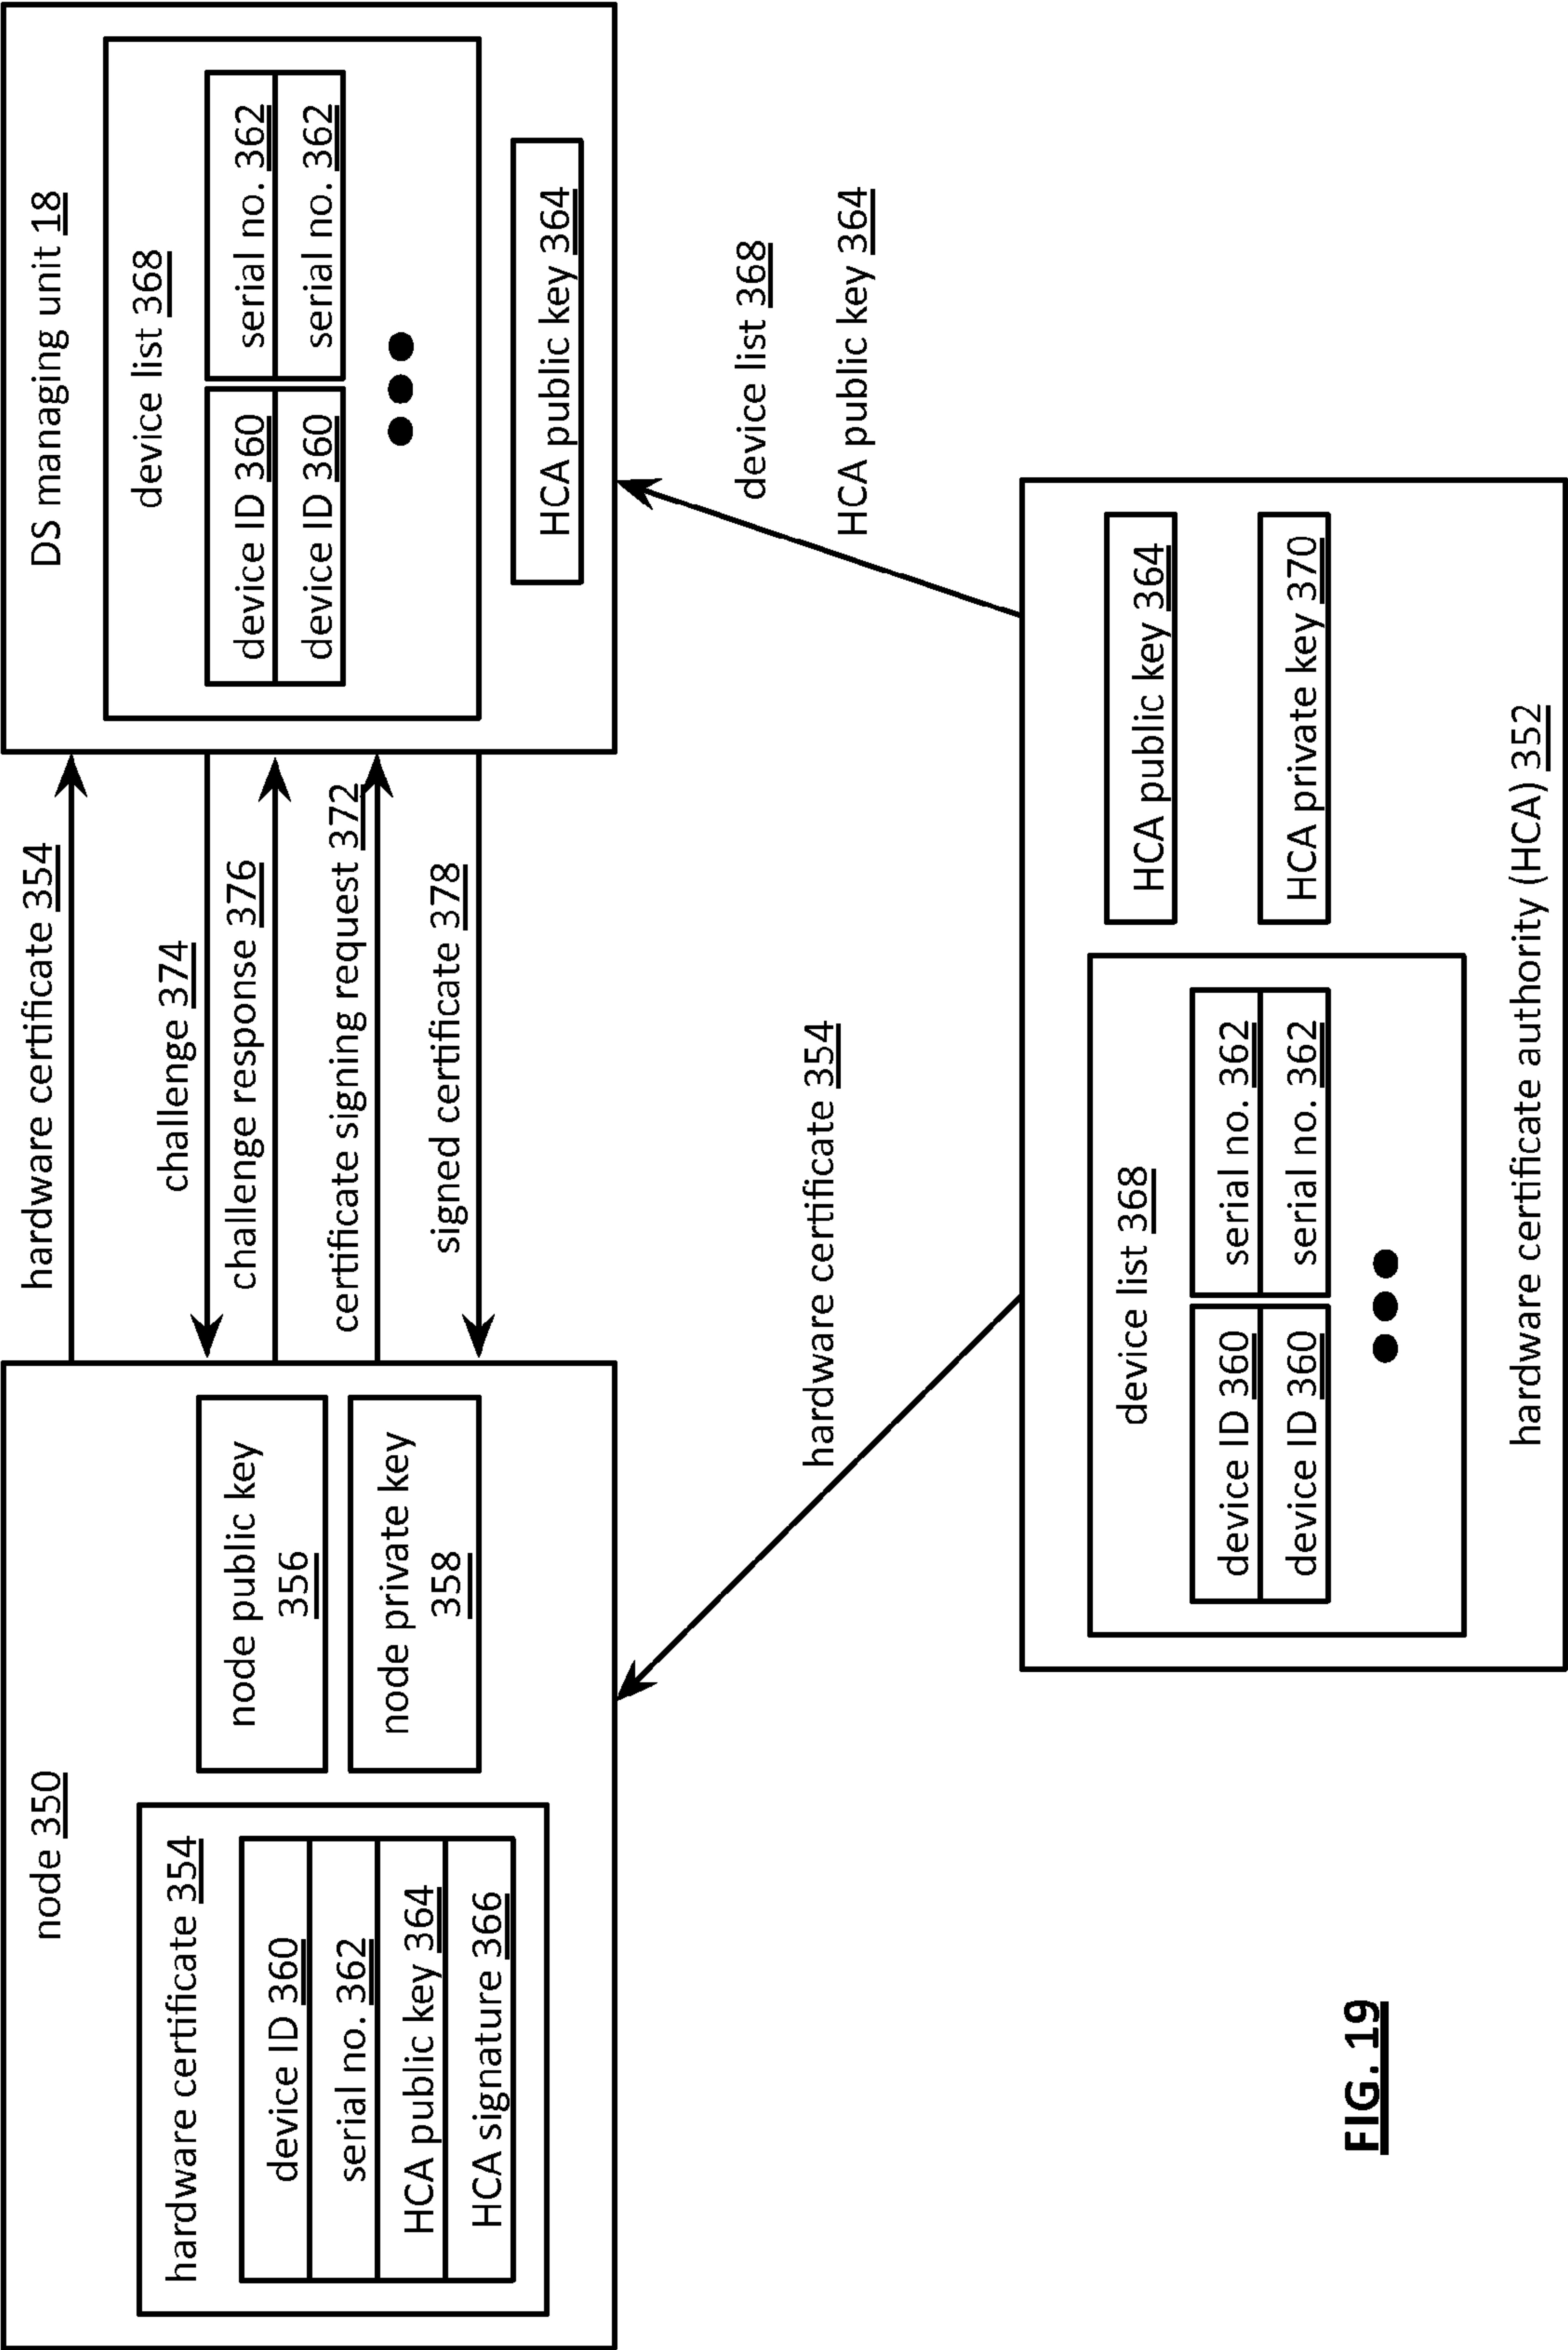 node 350
hardware certificate 354
device ID 360
serial no. 362
HCA public key 364
HCA signature 366
node public key
356
node private key
358
hardware certificate 354
challenge 374
challenge response 376
certificate signing request 372
signed certificate 378
DS managing unit 18
device list 368
device ID 360
serial no. 362
device ID 360
serial no. 362
HCA public key 364
hardware certificate 354
device list 368
HCA public key 364
device list 368
device ID 360
serial no. 362
device ID 360
serial no. 362
HCA public key 364
HCA private key 370
hardware certificate authority (HCA) 352
FIG. 19